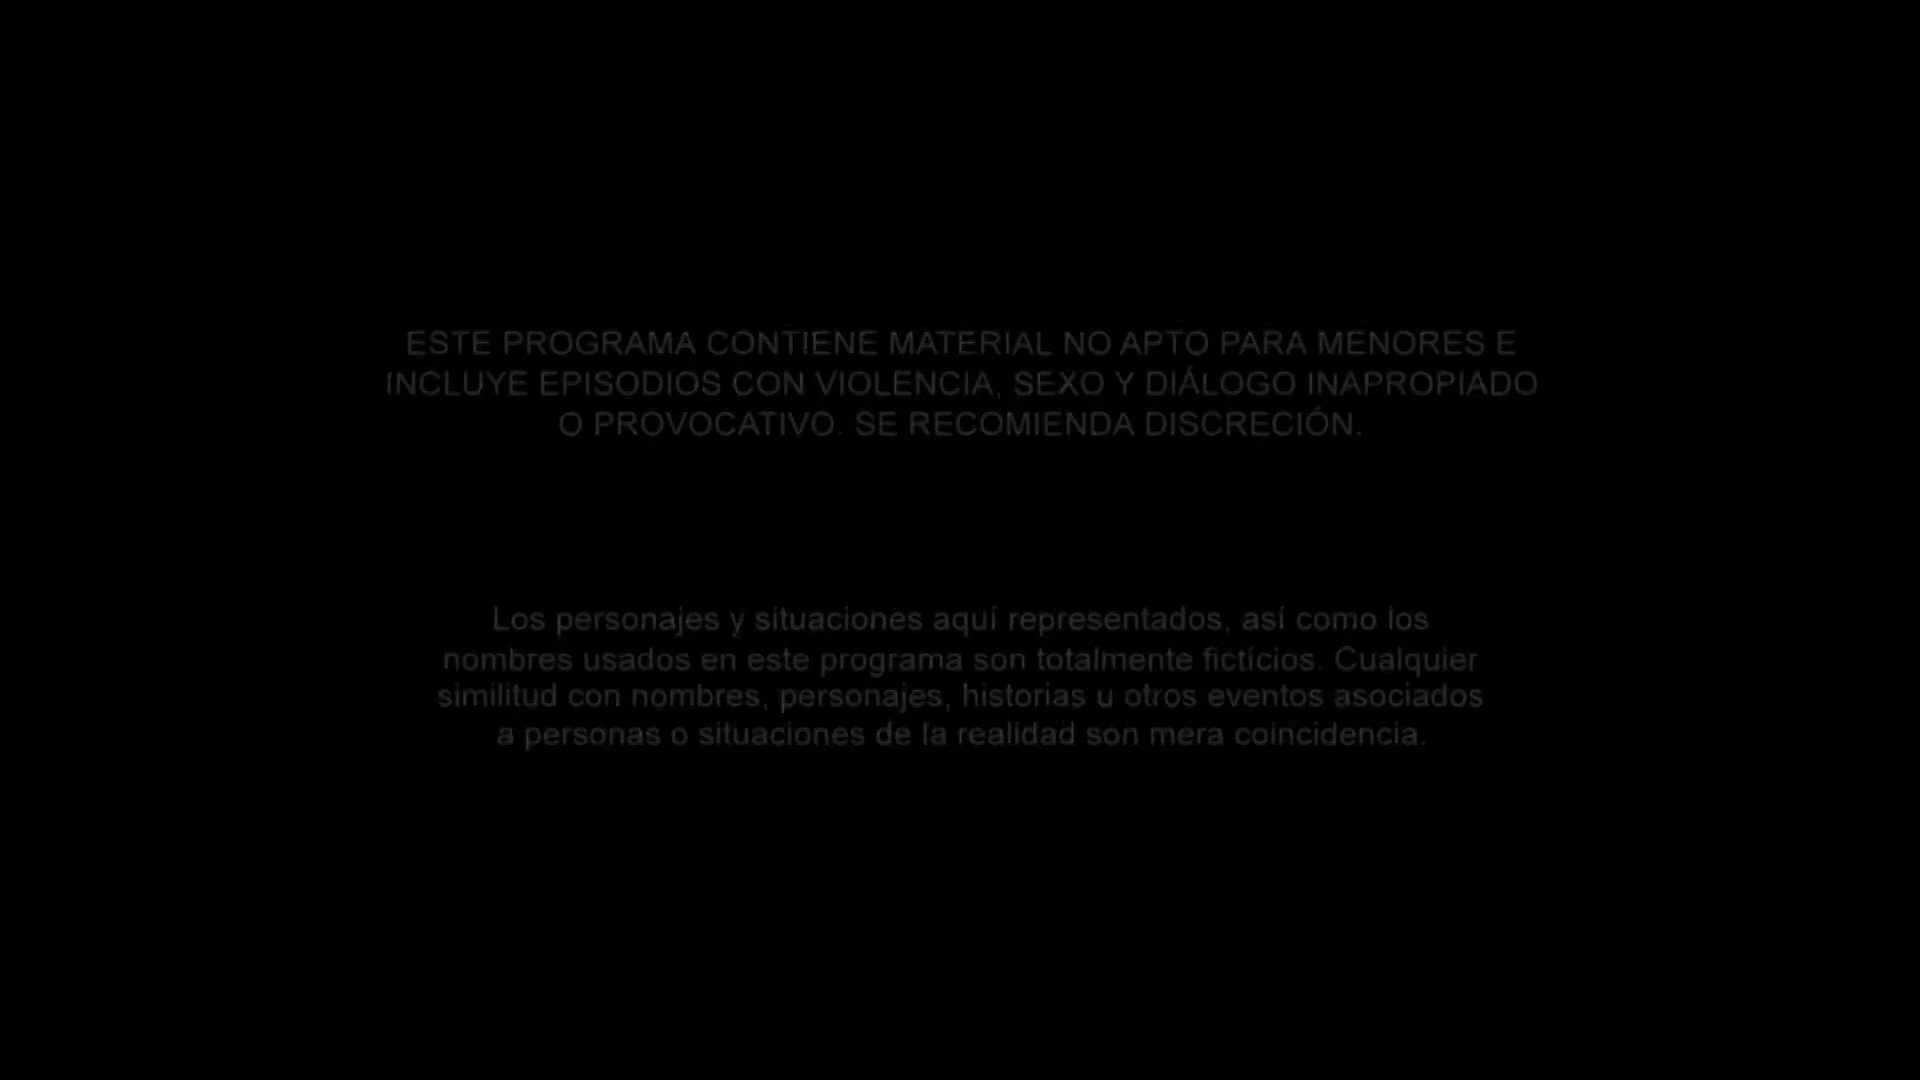 ESTE PROGRAMA CONTIENE MATERIAL NO APTO PARA MENORES E
INCLUYE EPISODIOS CON VIOLENCIA, SEXO Y DIÁLOGO INAPROPIADO
O PROVOCATIVO. SE RECOMIENDA DISCRECIÓN.
Los personajes y situaciones aquí representados, así como los
nombres usados en este programa son totalmente ficticios. Cualquier
similitud con nombres, personajes, historias u otros eventos asociados
a personas o situaciones de la realidad son mera coincidencia.